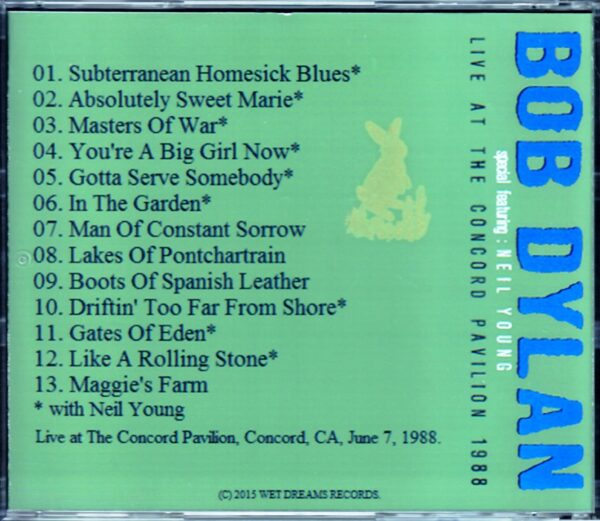 01. Subterranean Homesick Blues*
02. Absolutely Sweet Marie*
03. Masters Of War*
04. You're A Big Girl Now*
05. Gotta Serve Somebody*
06. In The Garden*
07. Man Of Constant Sorrow
08. Lakes Of Pontchartrain
09. Boots Of Spanish Leather
10. Driftin' Too Far From Shore*
11. Gates Of Eden*
12. Like A Rolling Stone*
13. Maggie's Farm
* with Neil Young
Live at The Concord Pavilion, Concord, CA, June 7, 1988.
(C) 2015 WET DREAMS RECORDS.
BOB DYLAN
special featuring : NEIL YOUNG
LIVE AT THE CONCORD PAVILION 1988